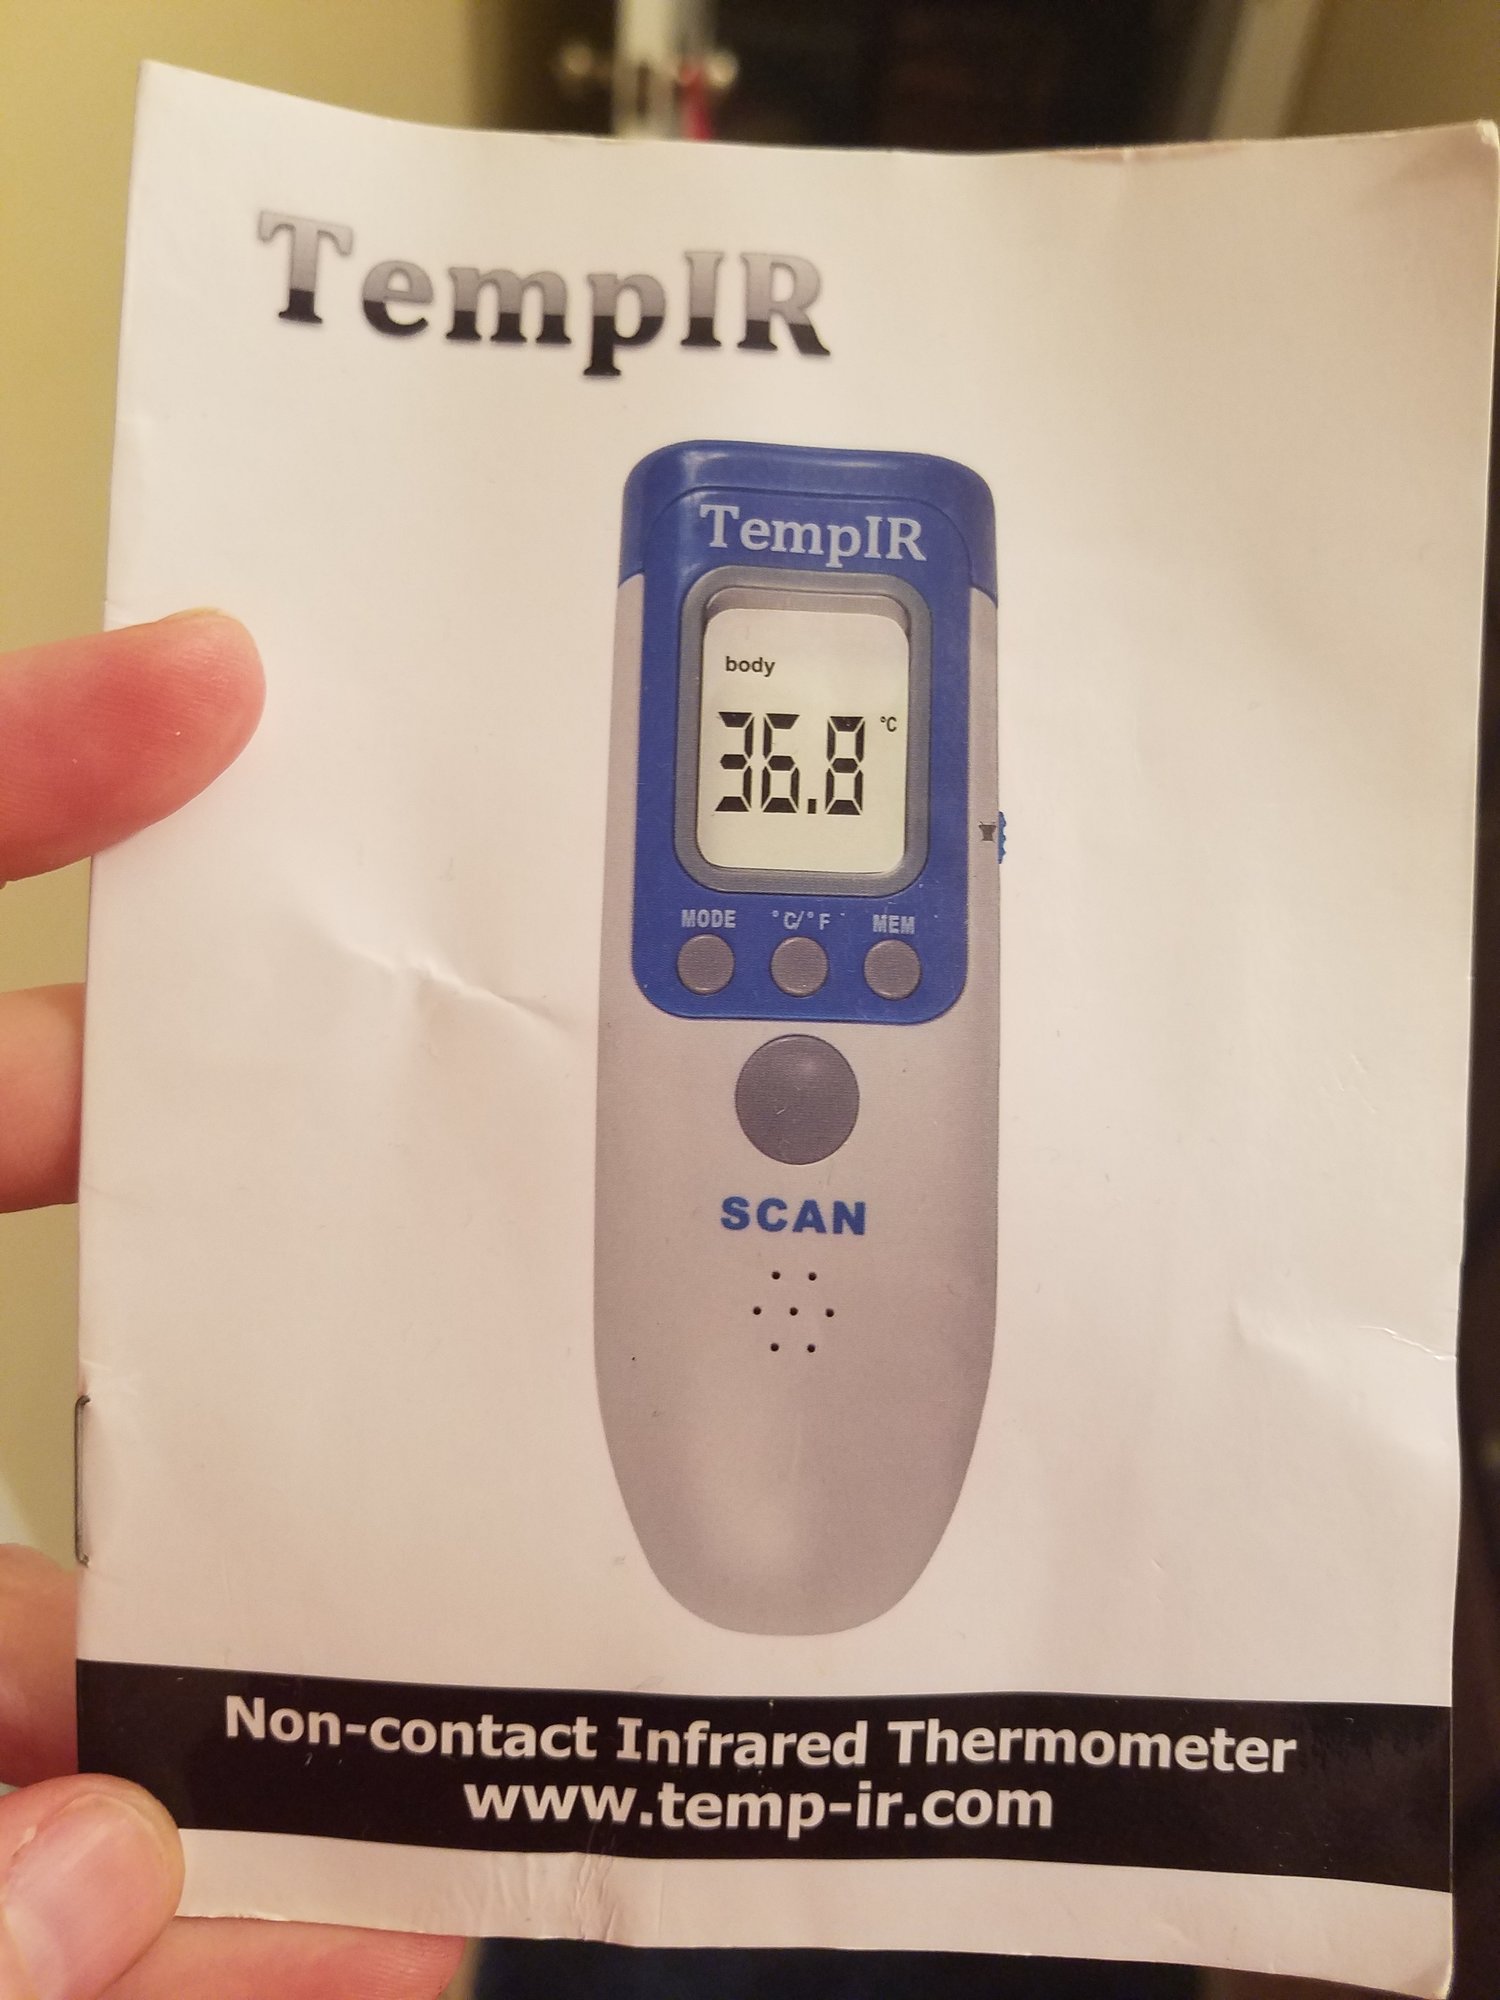 TempIR
TempIR
body
36.8 °C
MODE °C/°F MEM
SCAN
Non-contact Infrared Thermometer
www.temp-ir.com